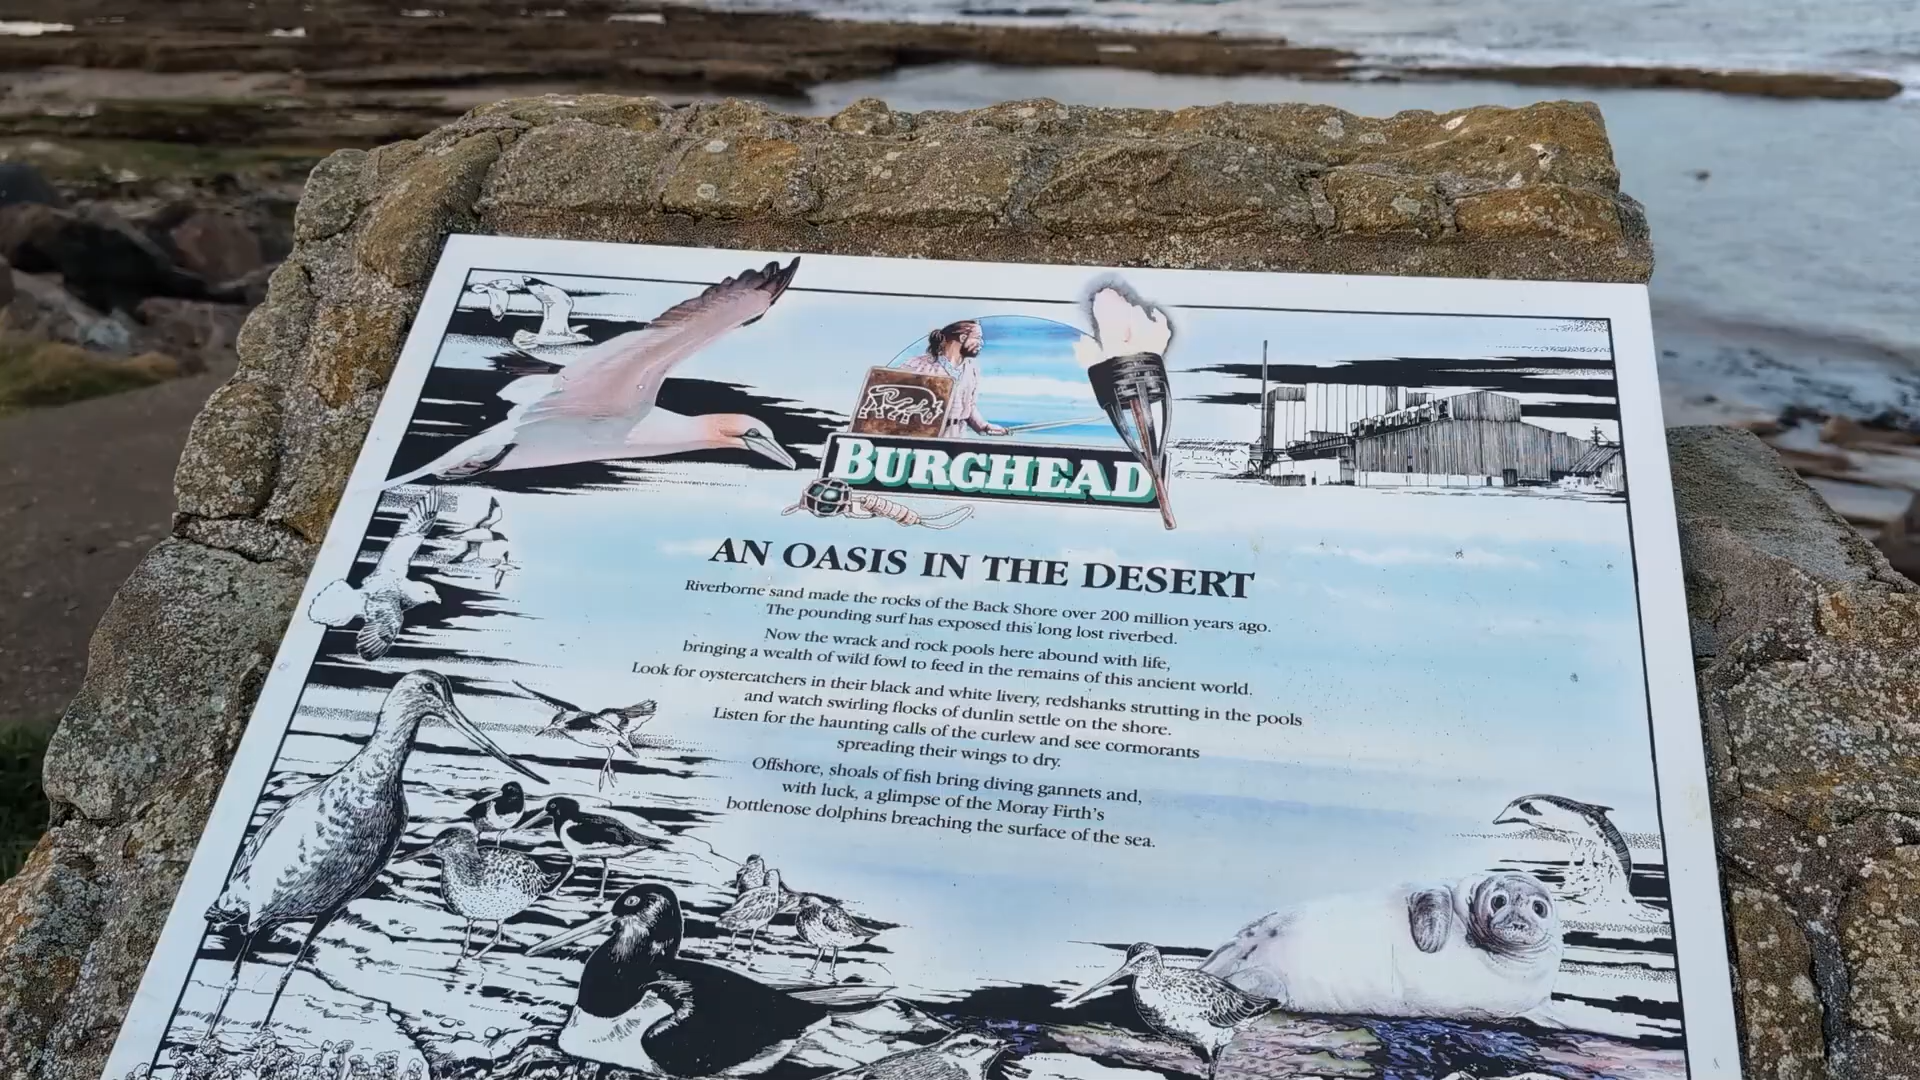 BURGHEAD
AN OASIS IN THE DESERT
Riverborne sand made the rocks of the Back Shore over 200 million years ago.
The pounding surf has exposed this long lost riverbed.
Now the wrack and rock pools here abound with life,
bringing a wealth of wild fowl to feed in the remains of this ancient world.
Look for oystercatchers in their black and white livery, redshanks strutting in the pools
and watch swirling flocks of dunlin settle on the shore.
Listen for the haunting calls of the curlew and see cormorants
spreading their wings to dry.
Offshore, shoals of fish bring diving gannets and,
with luck, a glimpse of the Moray Firth's
bottlenose dolphins breaching the surface of the sea.